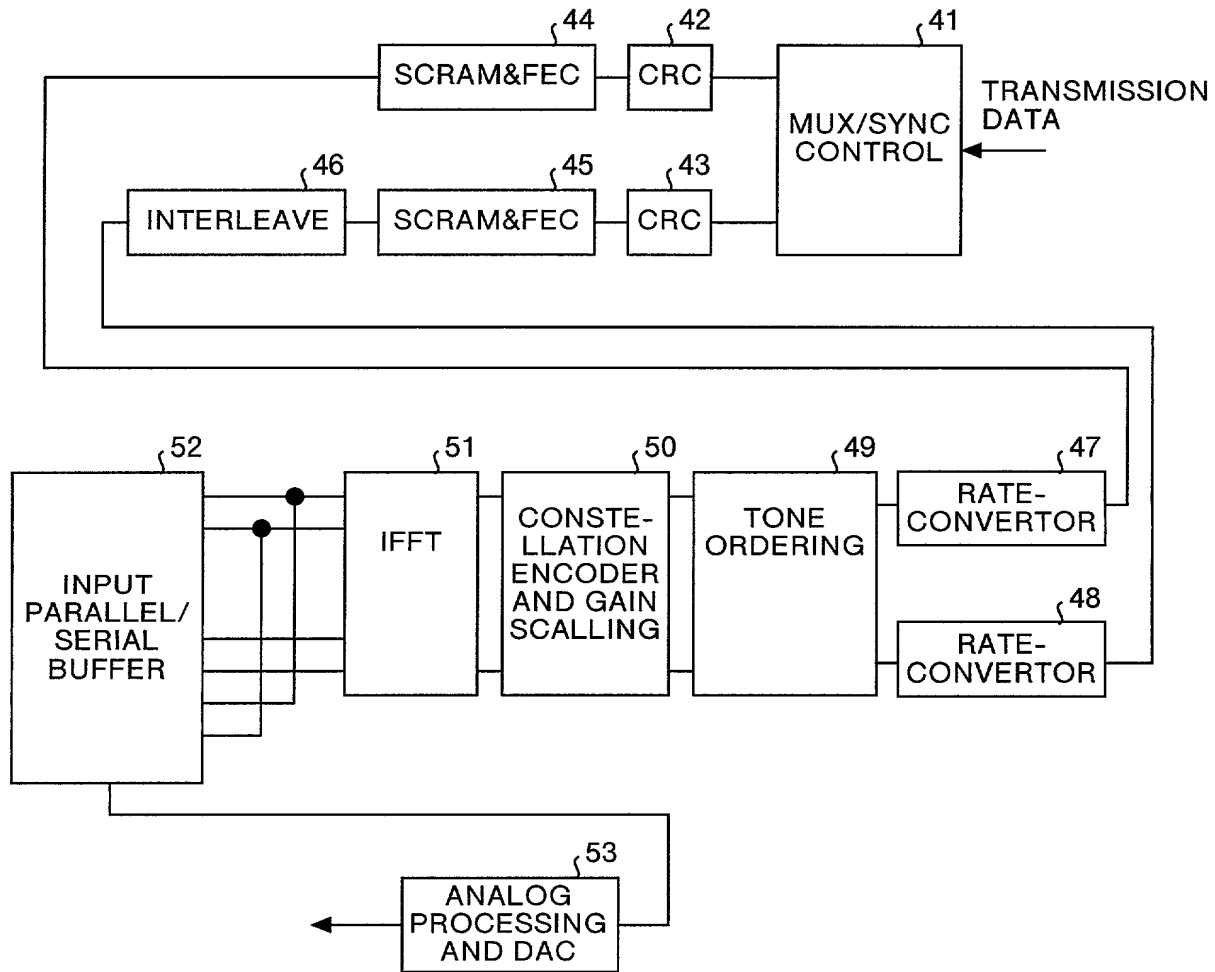 44
42
41
SCRAM&FEC
CRC
MUX/SYNC
CONTROL
TRANSMISSION
DATA
46
45
43
INTERLEAVE
SCRAM&FEC
CRC
52
51
50
49
47
INPUT
PARALLEL/
SERIAL
BUFFER
IFFT
CONSTE-
LLATION
ENCODER
AND GAIN
SCALLING
TONE
ORDERING
RATE-
CONVERTOR
48
RATE-
CONVERTOR
53
ANALOG
PROCESSING
AND DAC